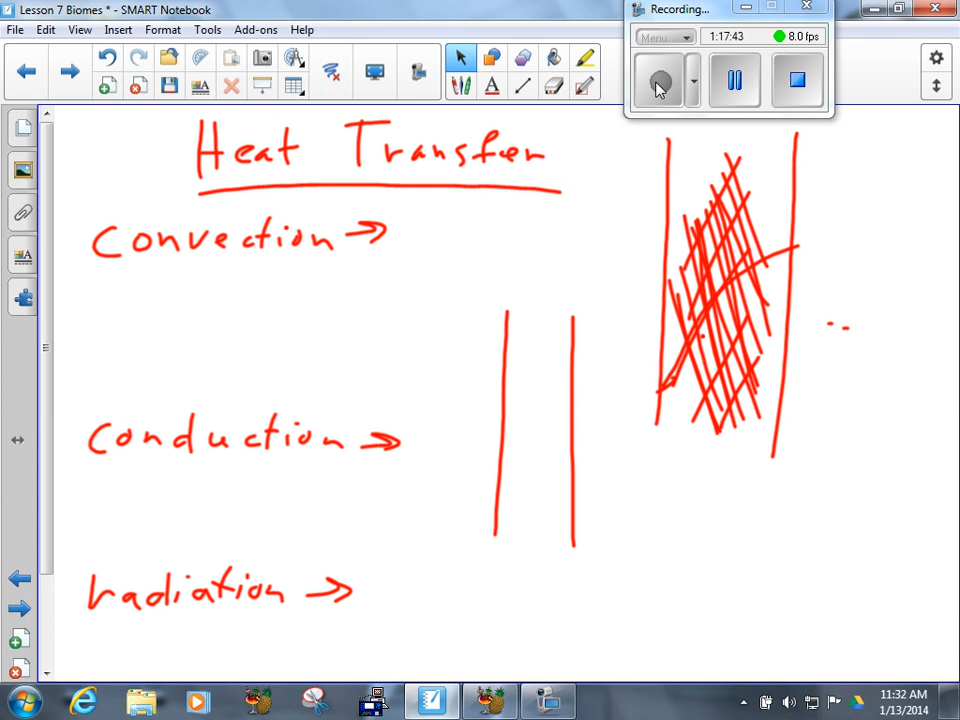 Lesson 7 Biomes * - SMART Notebook
Recording...
File Edit View Insert Format Tools Add-ons Help
Menu 1:17:43 8.0 fps
Heat Transfer
Convection →
Conduction →
radiation →
11:32 AM
1/13/2014